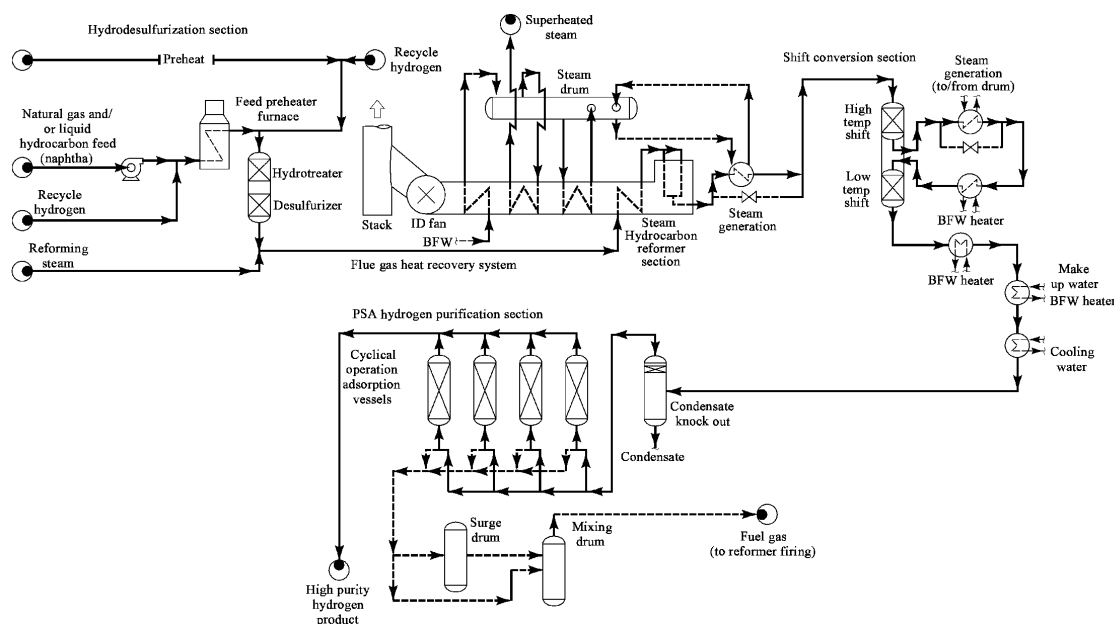 Hydrodesulfurization section
Preheat
Recycle
hydrogen
Natural gas and/
or liquid
hydrocarbon feed
(naphtha)
Feed preheater
furnace
Recycle
hydrogen
Hydrotreater
Desulfurizer
Reforming
steam
Superheated
steam
Steam
drum
Stack
ID fan
BFW
Flue gas heat recovery system
Steam
Hydrocarbon
reformer
section
Steam
generation
Shift conversion section
High
temp
shift
Low
temp
shift
Steam
generation
(to/from drum)
BFW heater
BFW heater
Make
up water
BFW heater
Cooling
water
PSA hydrogen purification section
Cyclical
operation
adsorption
vessels
Condensate
knock out
Condensate
Surge
drum
Mixing
drum
Fuel gas
(to reformer firing)
High purity
hydrogen
product